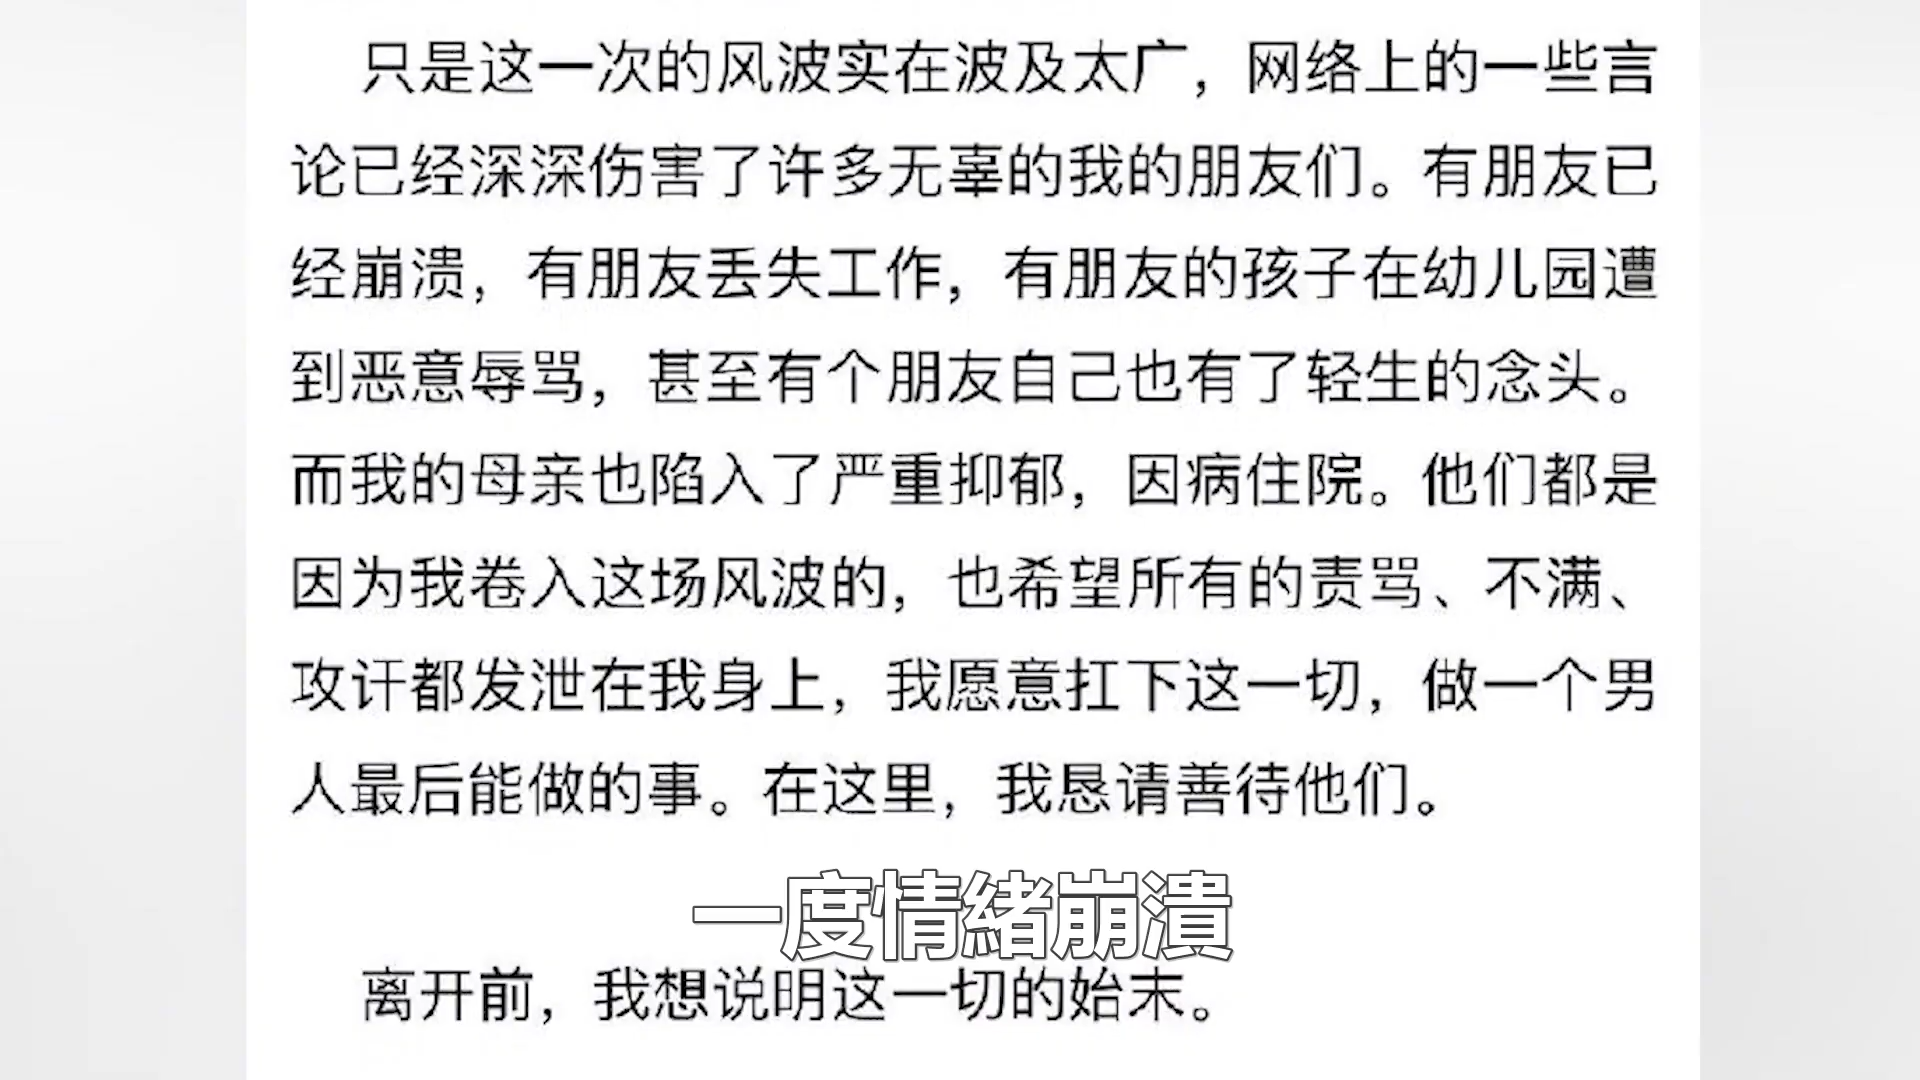 只是这一次的风波实在波及太广，网络上的一些言
论已经深深伤害了许多无辜的我的朋友们。有朋友已
经崩溃，有朋友丢失工作，有朋友的孩子在幼儿园遭
到恶意辱骂，甚至有个朋友自己也有了轻生的念头。
而我的母亲也陷入了严重抑郁，因病住院。他们都是
因为我卷入这场风波的，也希望所有的责骂、不满、
攻讦都发泄在我身上，我愿意扛下这一切，做一个男
人最后能做的事。在这里，我恳请善待他们。
一度情緒崩潰
离开前，我想说明这一切的始末。